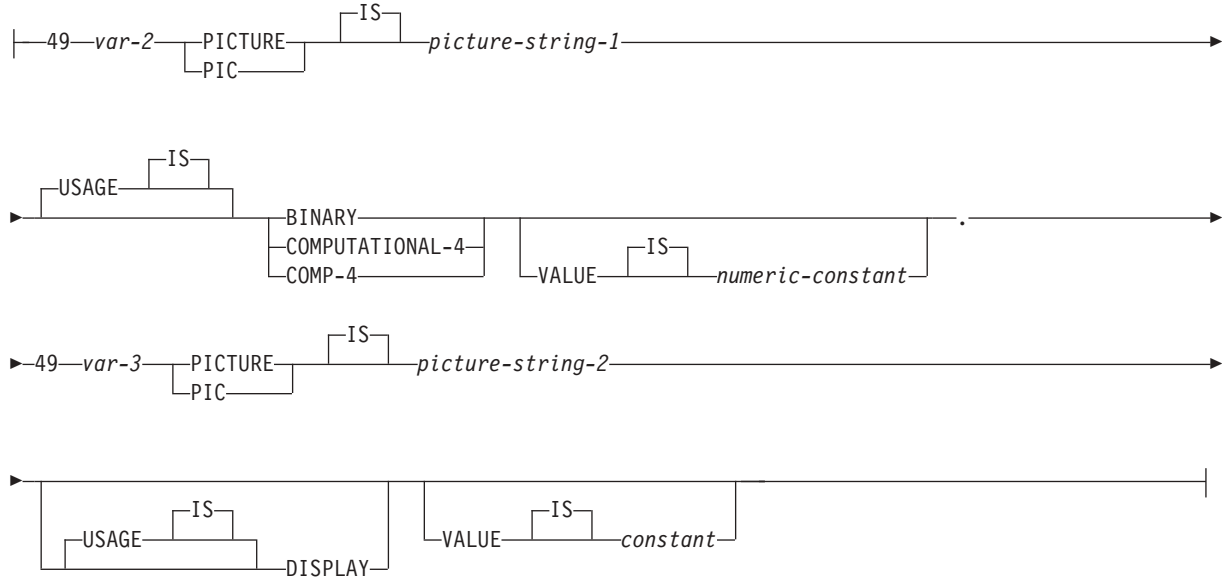 IS
49 var-2 PICTURE picture-string-1
PIC
IS
USAGE
BINARY .
COMPUTATIONAL-4 IS
COMP-4 VALUE numeric-constant
IS
49 var-3 PICTURE picture-string-2
PIC
IS IS
USAGE VALUE constant
DISPLAY